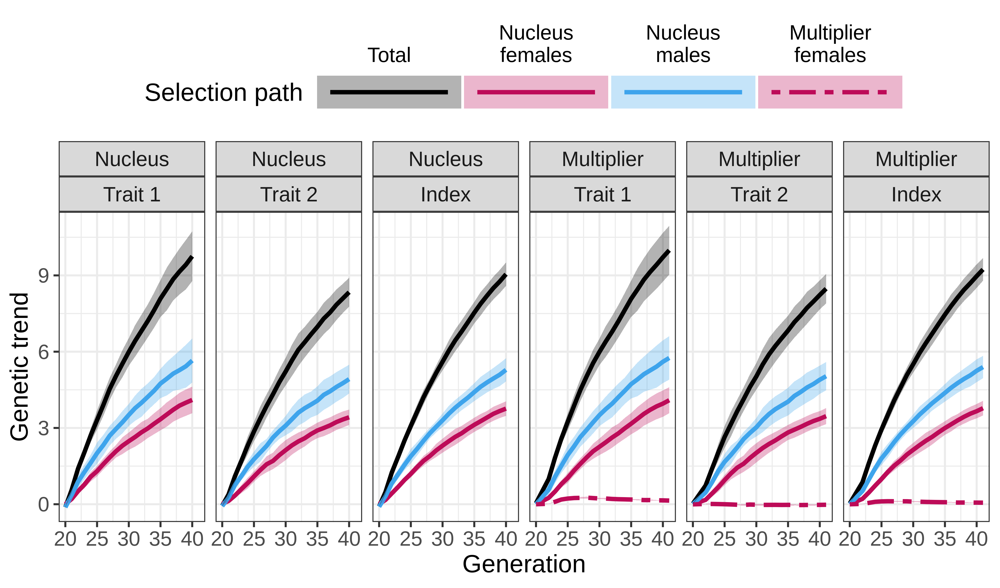 Nucleus Nucleus Multiplier
Total females males females
Selection path
Nucleus Nucleus Nucleus Multiplier Multiplier Multiplier
Trait 1 Trait 2 Index Trait 1 Trait 2 Index
Genetic trend
9
6
3
0
20 25 30 35 40 20 25 30 35 40 20 25 30 35 40 20 25 30 35 40 20 25 30 35 40 20 25 30 35 40
Generation